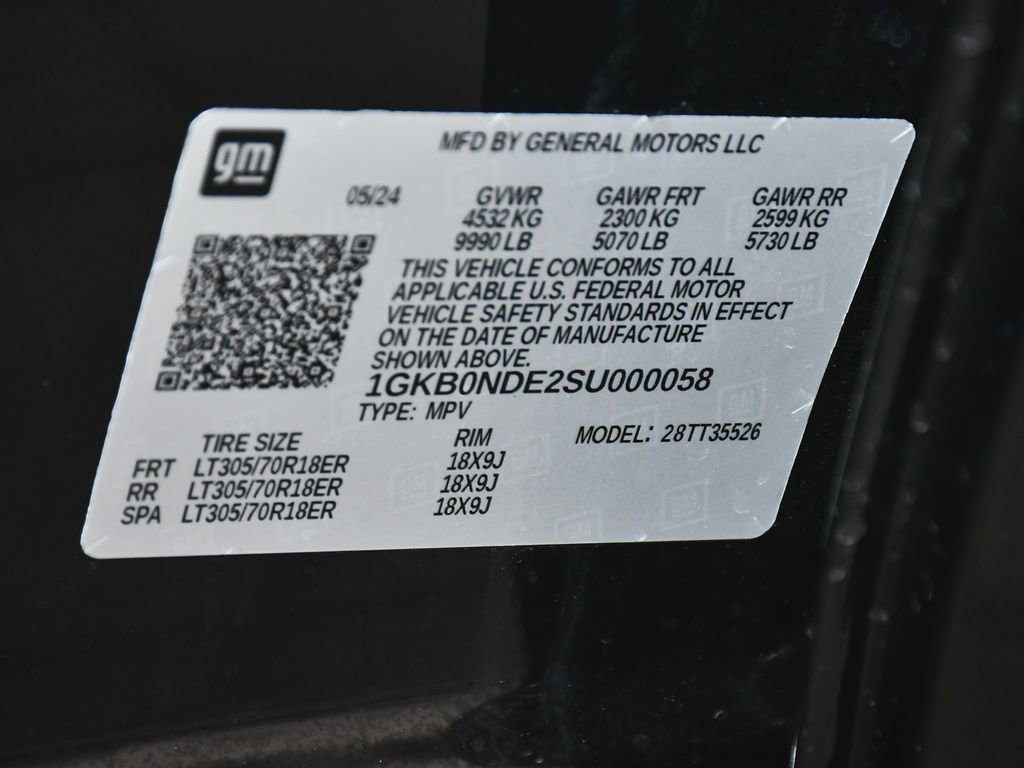 gm
MFD BY GENERAL MOTORS LLC
05/24 GVWR GAWR FRT GAWR RR
4532 KG 2300 KG 2599 KG
9990 LB 5070 LB 5730 LB
THIS VEHICLE CONFORMS TO ALL
APPLICABLE U.S. FEDERAL MOTOR
VEHICLE SAFETY STANDARDS IN EFFECT
ON THE DATE OF MANUFACTURE
SHOWN ABOVE.
1GKB0NDE2SU000058
TYPE: MPV
TIRE SIZE RIM MODEL: 28TT35526
FRT LT305/70R18ER 18X9J
RR LT305/70R18ER 18X9J
SPA LT305/70R18ER 18X9J